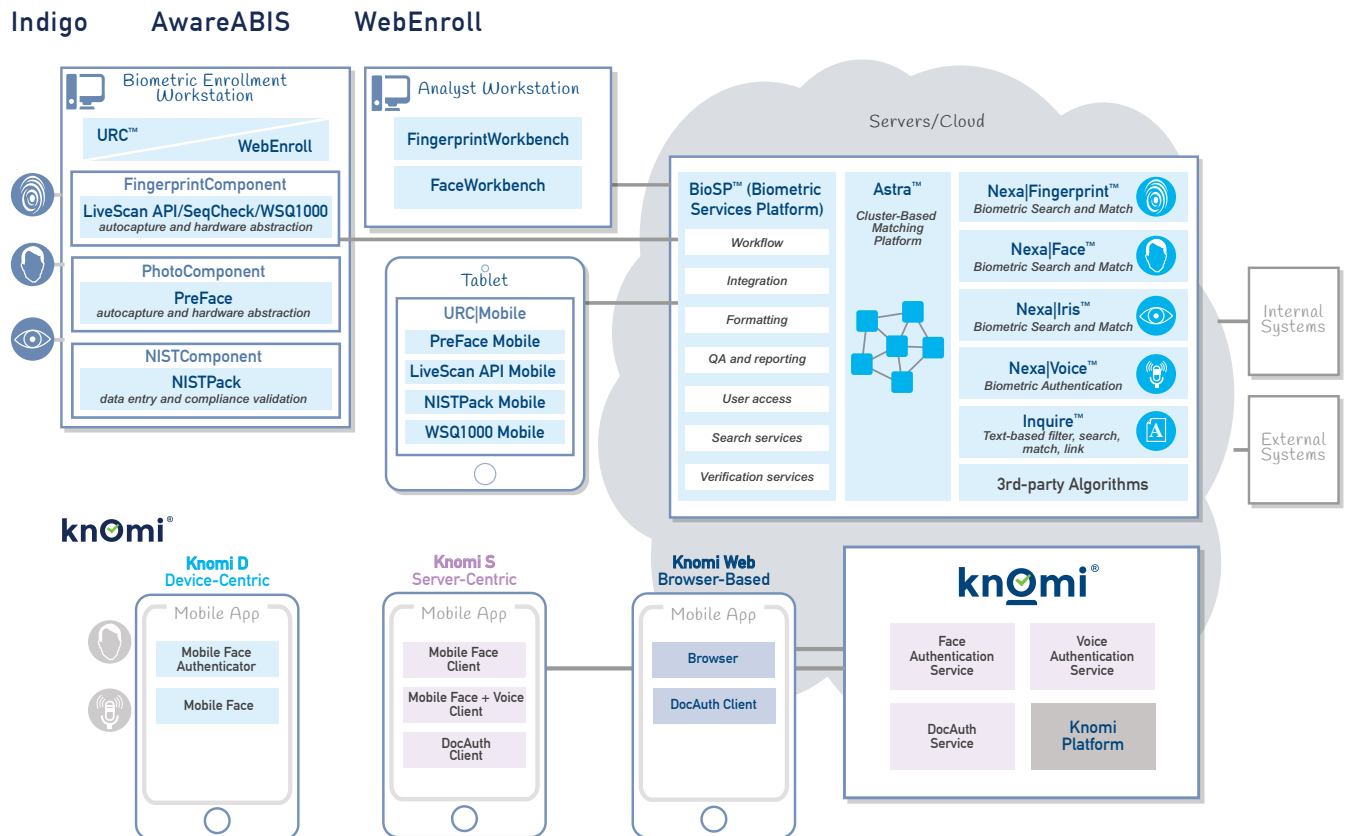 Indigo
AwareABIS
WebEnroll
Biometric Enrollment
Workstation
URC™
WebEnroll
FingerprintComponent
LiveScan API/SeqCheck/WSQ1000
autocapture and hardware abstraction
PhotoComponent
PreFace
autocapture and hardware abstraction
NISTComponent
NISTPack
data entry and compliance validation
Analyst Workstation
FingerprintWorkbench
FaceWorkbench
Tablet
URC|Mobile
PreFace Mobile
LiveScan API Mobile
NISTPack Mobile
WSQ1000 Mobile
Servers/Cloud
BioSP™ (Biometric
Services Platform)
Workflow
Integration
Formatting
QA and reporting
User access
Search services
Verification services
Astra™
Cluster-Based
Matching
Platform
Nexa|Fingerprint™
Biometric Search and Match
Nexa|Face™
Biometric Search and Match
Nexa|Iris™
Biometric Search and Match
Nexa|Voice™
Biometric Authentication
Inquire™
Text-based filter, search,
match, link
A
3rd-party Algorithms
Internal
Systems
External
Systems
knomi®
Knomi D
Device-Centric
Mobile App
Mobile Face
Authenticator
Mobile Face
Knomi S
Server-Centric
Mobile App
Mobile Face
Client
Mobile Face + Voice
Client
DocAuth
Client
Knomi Web
Browser-Based
Mobile App
Browser
DocAuth Client
knomi®
Face
Authentication
Service
Voice
Authentication
Service
DocAuth
Service
Knomi
Platform